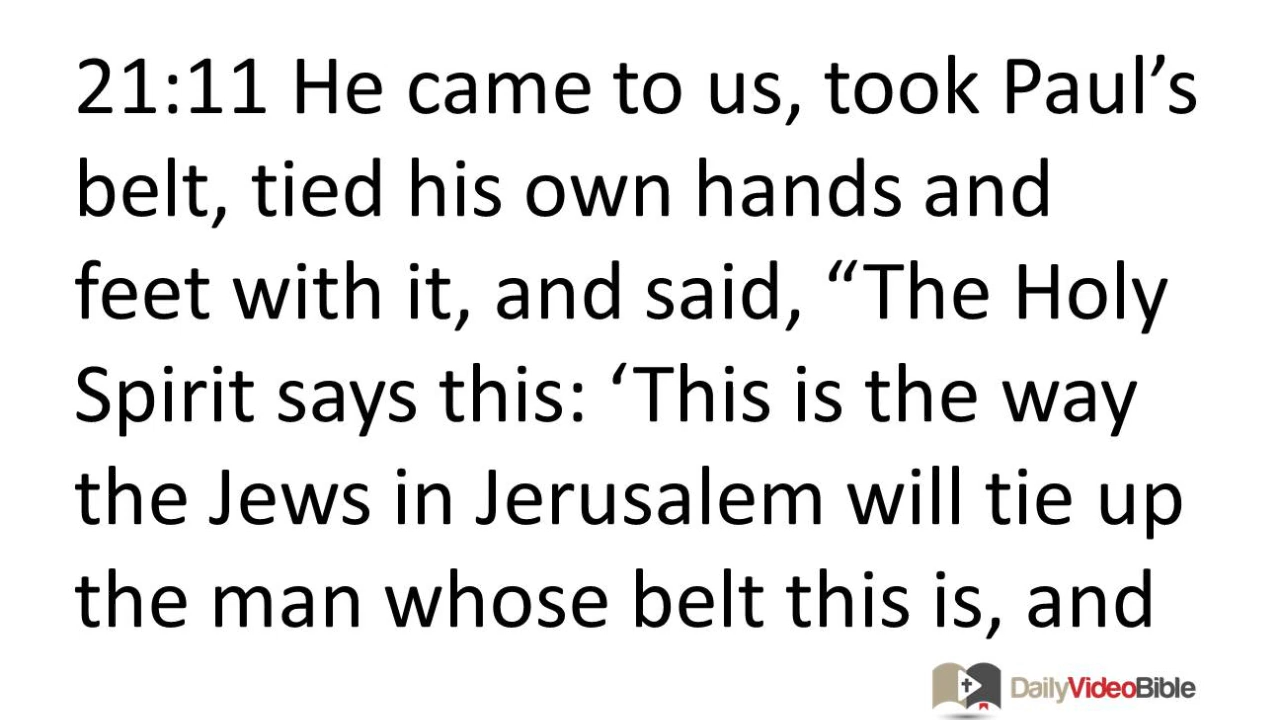 21:11 He came to us, took Paul’s
belt, tied his own hands and
feet with it, and said, “The Holy
Spirit says this: ‘This is the way
the Jews in Jerusalem will tie up
the man whose belt this is, and
DailyVideoBible